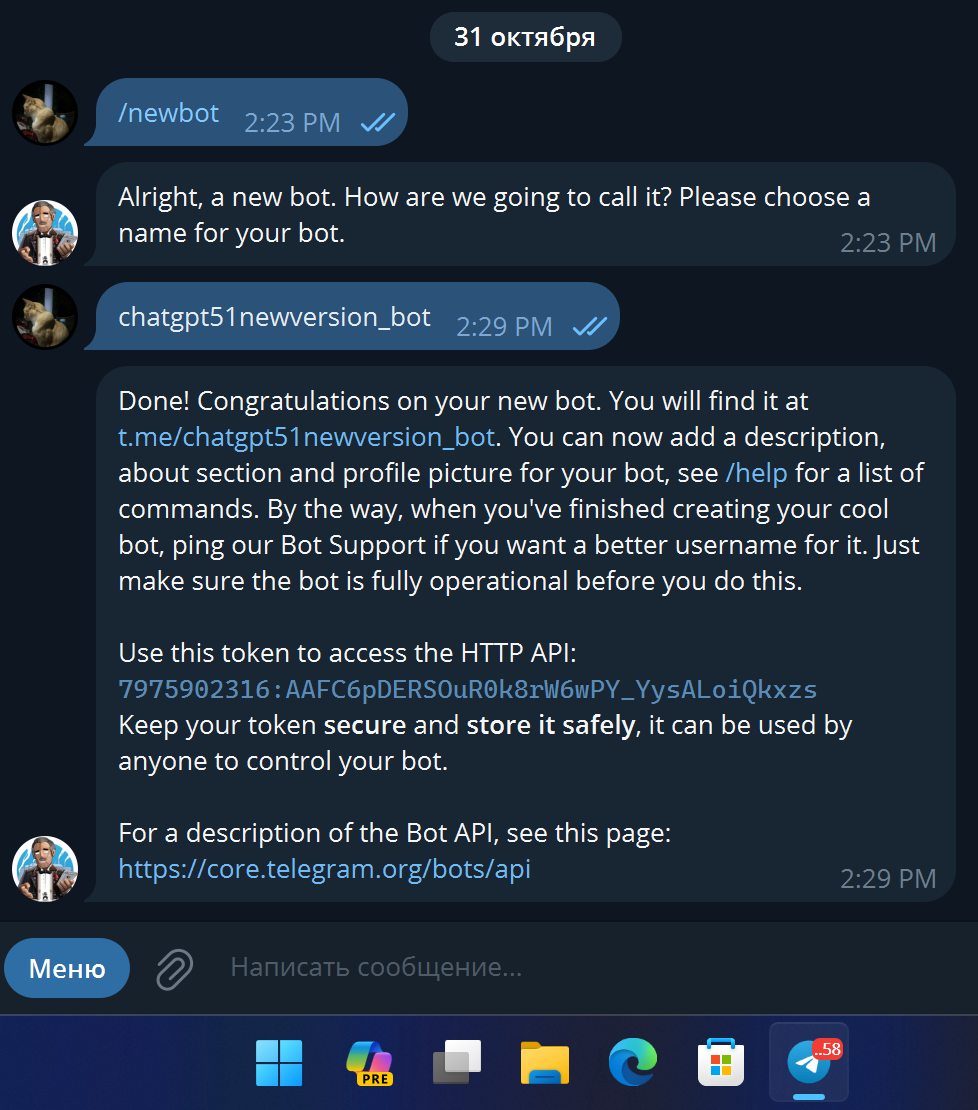 31 октября
/newbot 2:23 PM
Alright, a new bot. How are we going to call it? Please choose a
name for your bot.
2:23 PM
chatgpt51newversion_bot 2:29 PM
Done! Congratulations on your new bot. You will find it at
t.me/chatgpt51newversion_bot. You can now add a description,
about section and profile picture for your bot, see /help for a list of
commands. By the way, when you've finished creating your cool
bot, ping our Bot Support if you want a better username for it. Just
make sure the bot is fully operational before you do this.
Use this token to access the HTTP API:
7975902316:AAFC6pDERSOuR0k8rW6wPY_YysALoiQkxzs
Keep your token secure and store it safely, it can be used by
anyone to control your bot.
For a description of the Bot API, see this page:
https://core.telegram.org/bots/api
2:29 PM
Меню
Написать сообщение...
PRE
..58